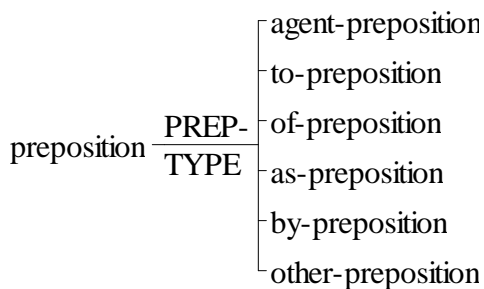 agent-preposition
to-preposition
PREP-
of-preposition
preposition
TYPE
as-preposition
by-preposition
other-preposition